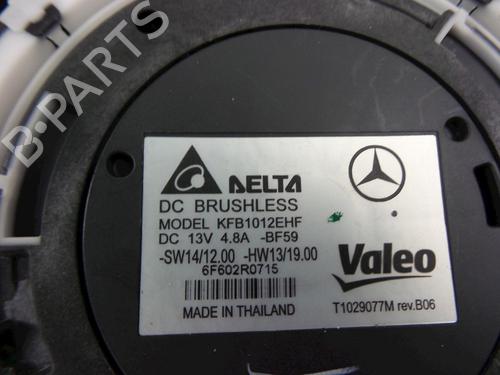 B-PARTS
DELTA
DC BRUSHLESS
MODEL KFB1012EHF
DC 13V 4.8A -BF59
-SW14/12.00 -HW13/19.00
6F602R0715
MADE IN THAILAND
Valeo
T1029077M rev.B06